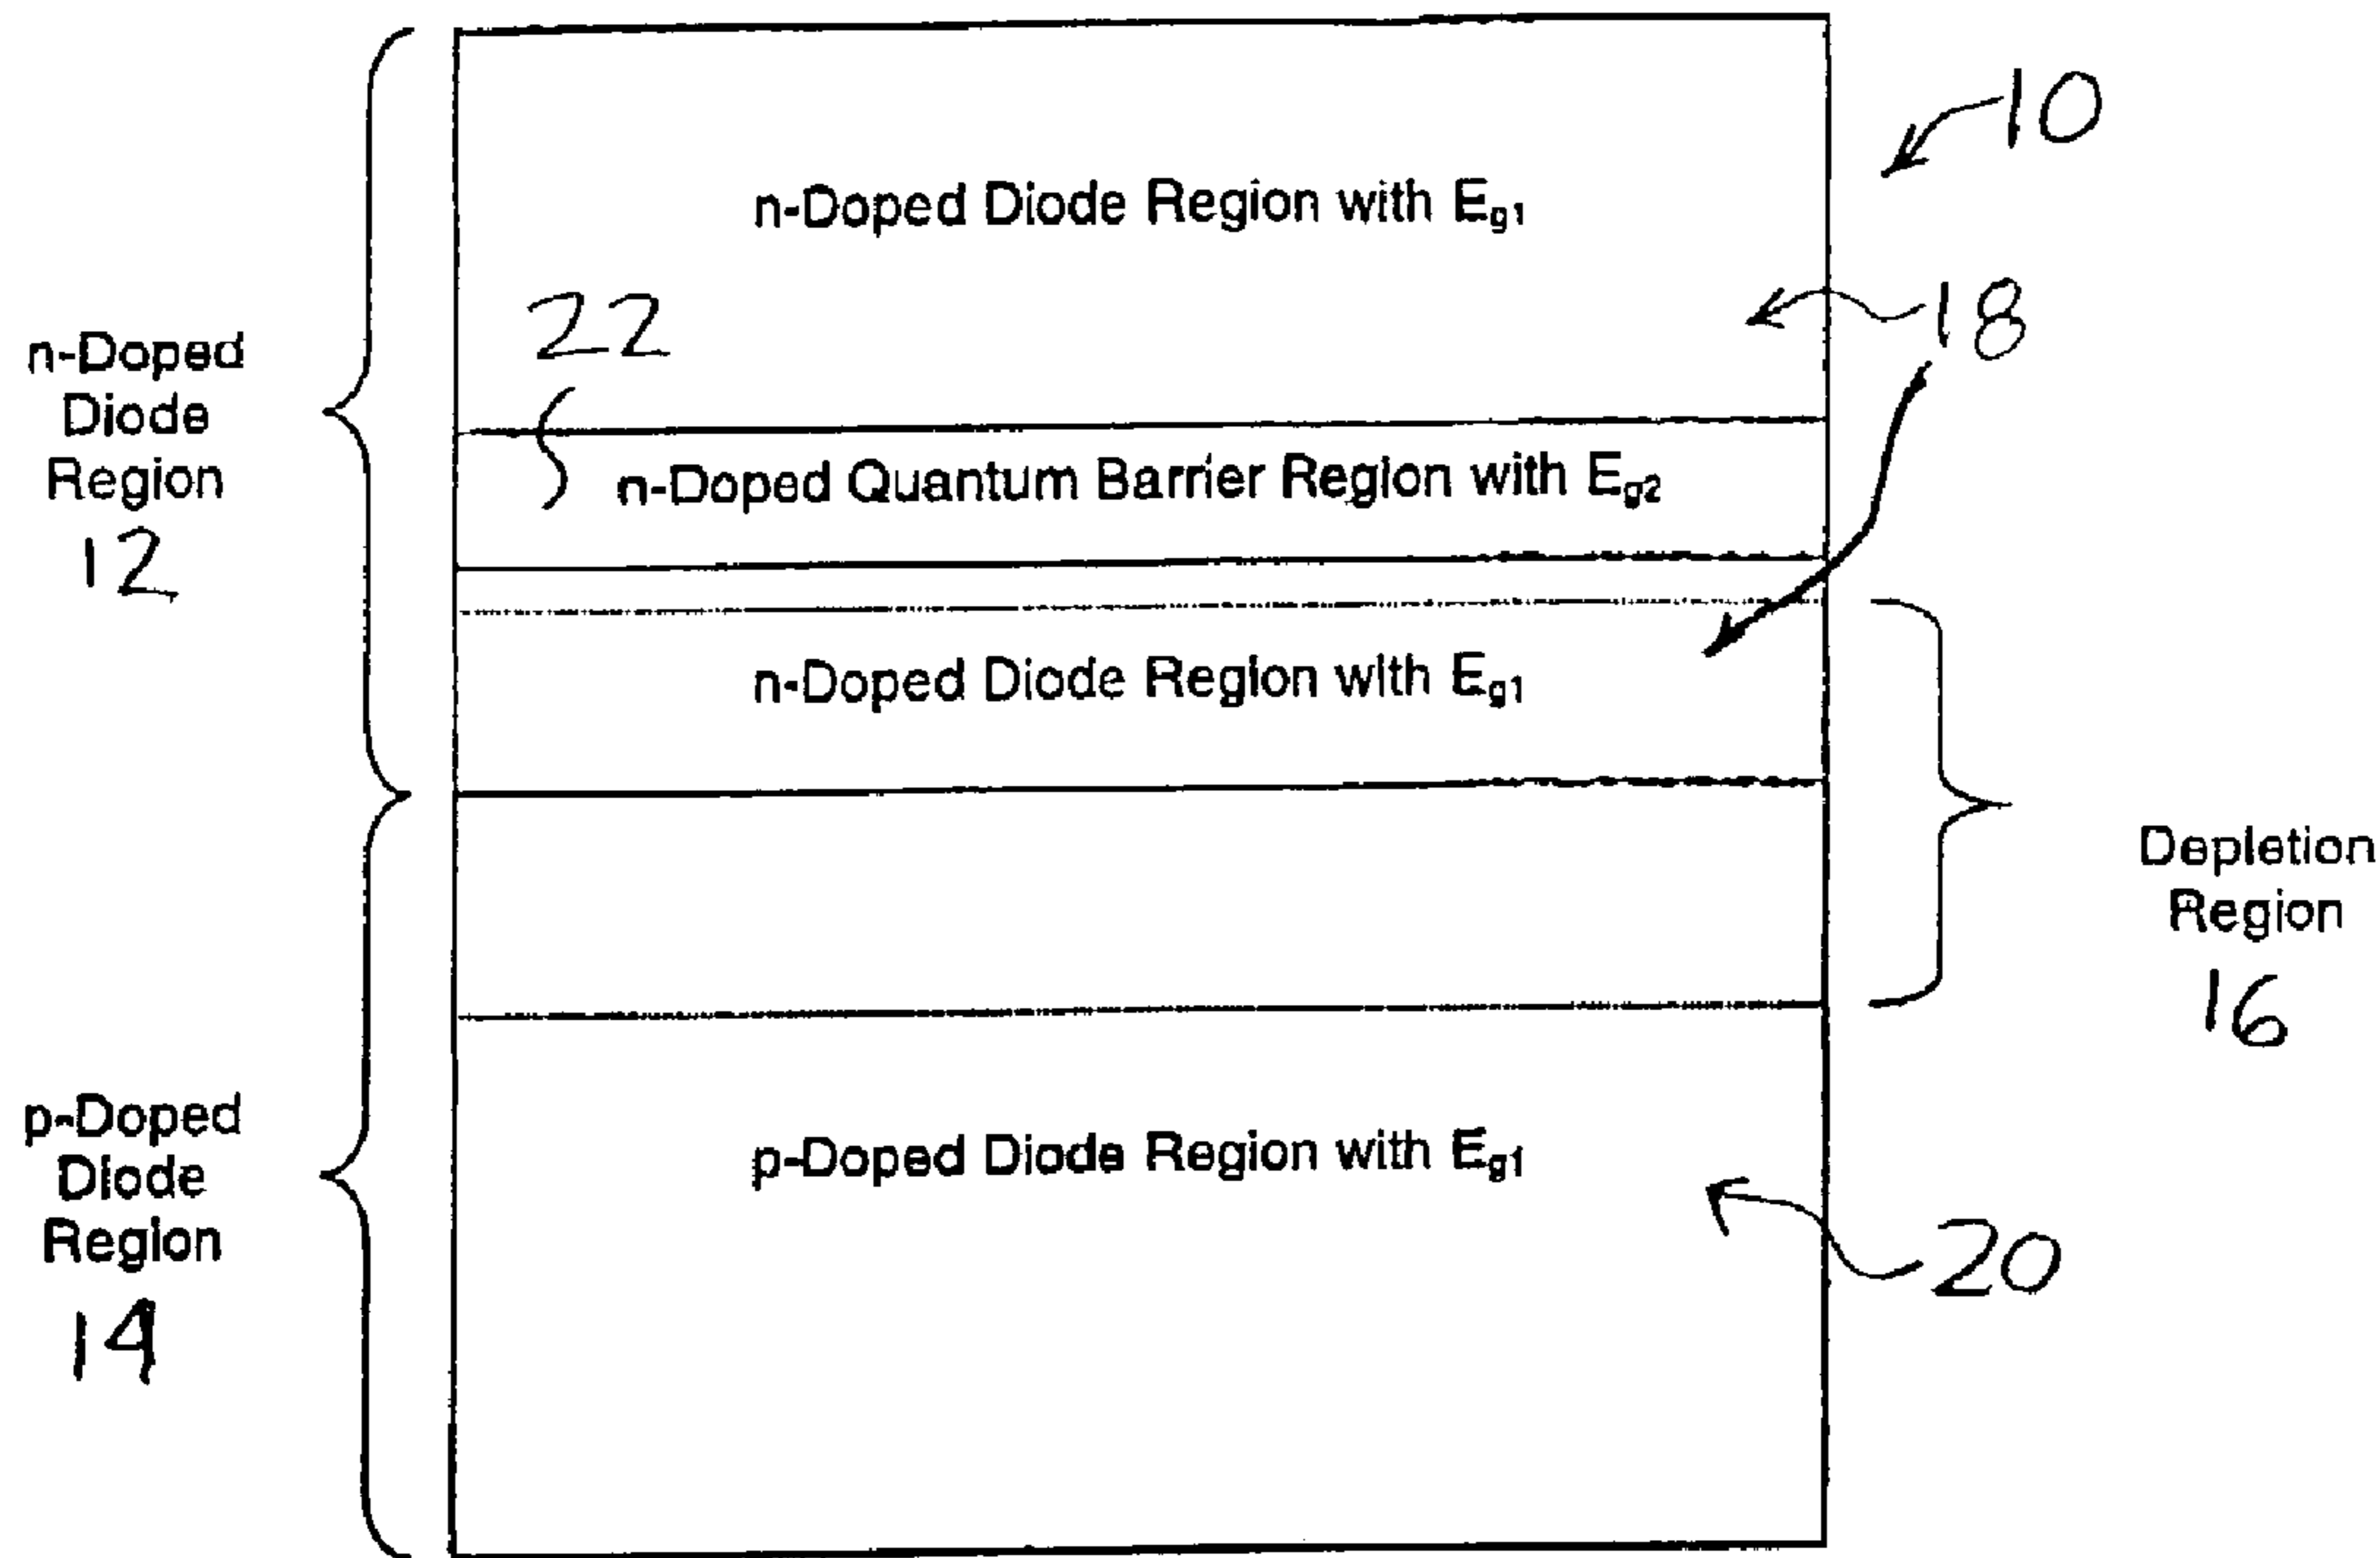 10
n-Doped Diode Region with Eg1
18
22
n-Doped
Diode
Region
12
n-Doped Quantum Barrier Region with Eg2
n-Doped Diode Region with Eg1
Depletion
Region
16
p-Doped
Diode
Region
14
p-Doped Diode Region with Eg1
20